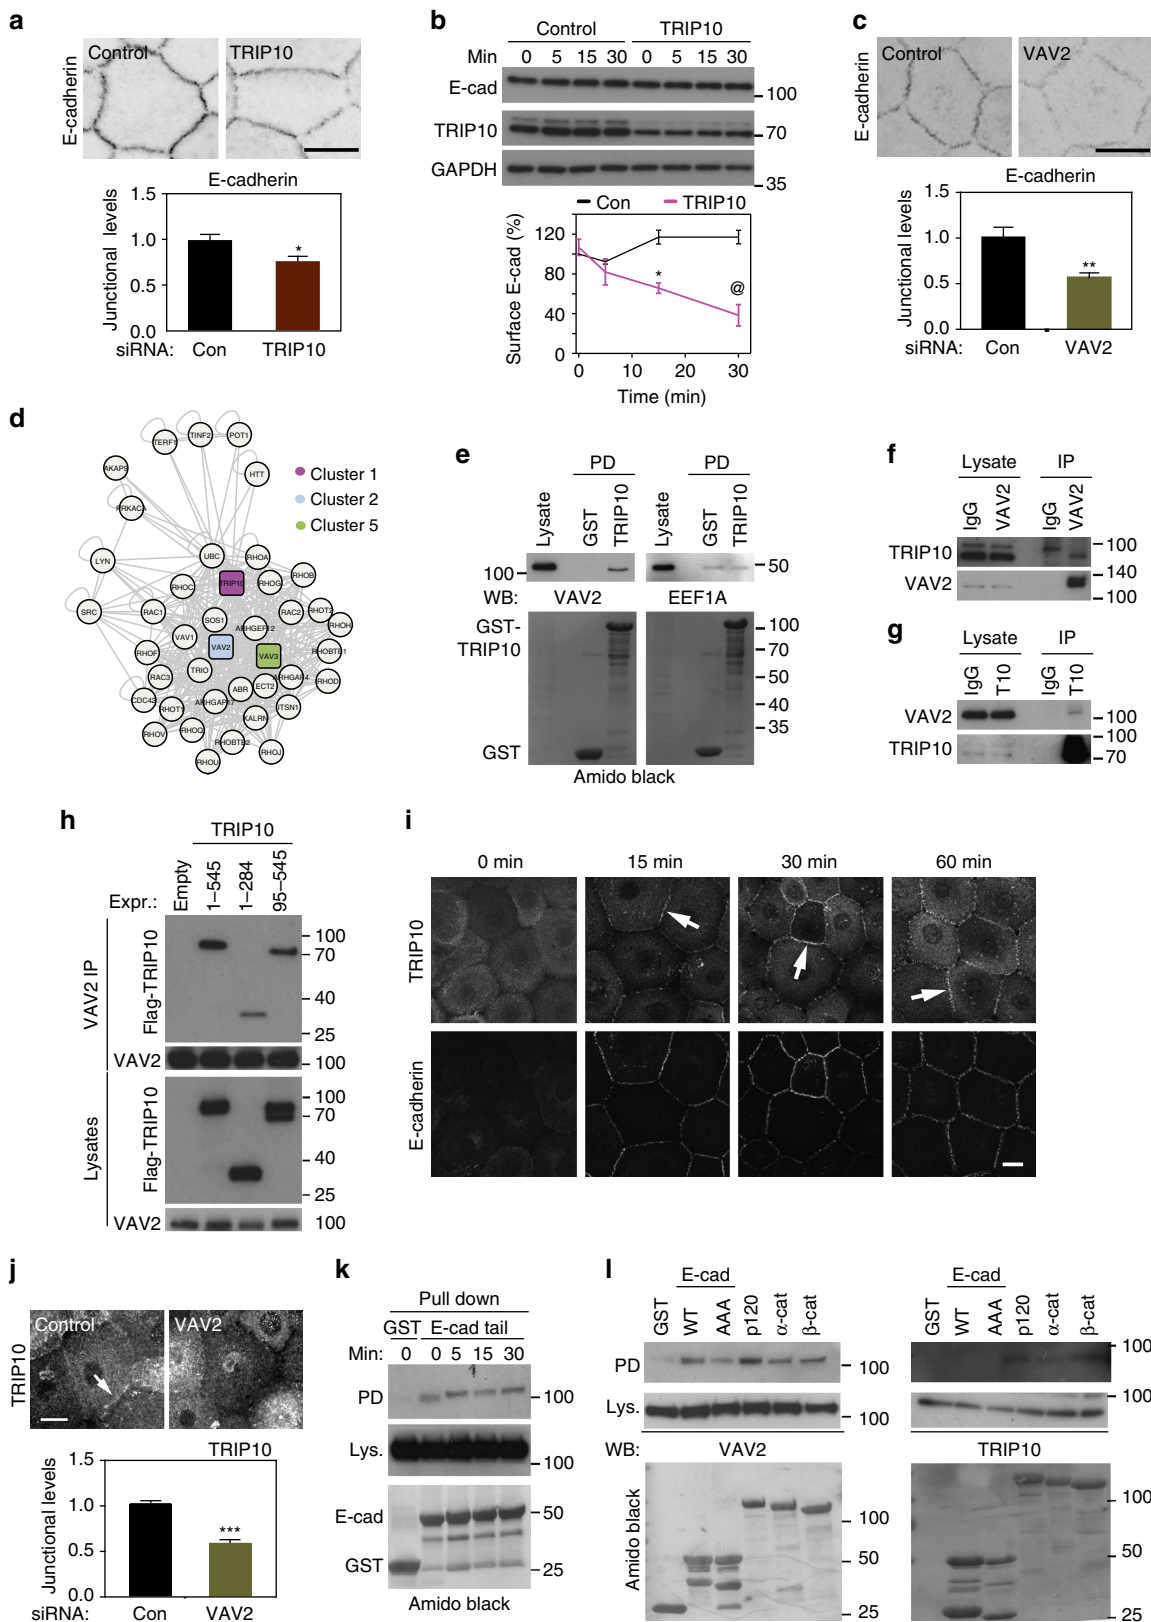 a
Control
TRIP10
E-cadherin
E-cadherin
Junctional levels
1.5
1.0
0.5
0.0
*
siRNA:
Con
TRIP10
b
Control
TRIP10
Min 0 5 15 30 0 5 15 30
E-cad
100
TRIP10
70
GAPDH
35
Con
TRIP10
Surface E-cad (%)
120
80
40
0
*
@
0 10 20 30
Time (min)
c
Control
VAV2
E-cadherin
E-cadherin
Junctional levels
1.5
1.0
0.5
0.0
**
siRNA:
Con
VAV2
d
Cluster 1
Cluster 2
Cluster 5
TERF1
TINF2
POT1
HTT
AKAP9
PRKACA
LYN
UBC
RHOA
RHOB
RHOC
TRIP10
RHOG
SRC
RAC1
SOS1
RAC2
RHOT2
RHOH
VAV1
ARHGEF12
RHOF
VAV2
VAV3
RHOBTB1
RAC3
TRIO
ABR
ECT2
ARHGAP4
RHOD
CDC42
RHOT1
ARHGAP17
ITSN1
KALRN
RHOV
RHOQ
RHOBTB2
RHOJ
RHOU
e
PD
PD
Lysate
GST
TRIP10
Lysate
GST
TRIP10
100
50
WB:
VAV2
EEF1A
GST-
TRIP10
GST
100
70
50
40
35
Amido black
f
Lysate
IP
IgG
VAV2
IgG
VAV2
TRIP10
100
VAV2
140
100
g
Lysate
IP
IgG
T10
IgG
T10
VAV2
100
TRIP10
100
70
h
TRIP10
Expr.:
Empty
1–545
1–284
95–545
VAV2 IP
Flag-TRIP10
100
70
40
25
VAV2
100
Lysates
Flag-TRIP10
100
70
40
25
VAV2
100
i
0 min
15 min
30 min
60 min
TRIP10
E-cadherin
j
Control
VAV2
TRIP10
TRIP10
Junctional levels
1.5
1.0
0.5
0.0
***
siRNA:
Con
VAV2
k
Pull down
GST
E-cad tail
Min: 0 0 5 15 30
PD
100
Lys.
100
E-cad
50
GST
25
Amido black
l
E-cad
GST
WT
AAA
p120
α-cat
β-cat
PD
100
Lys.
100
WB:
VAV2
Amido black
100
50
25
E-cad
GST
WT
AAA
p120
α-cat
β-cat
100
100
TRIP10
100
50
25